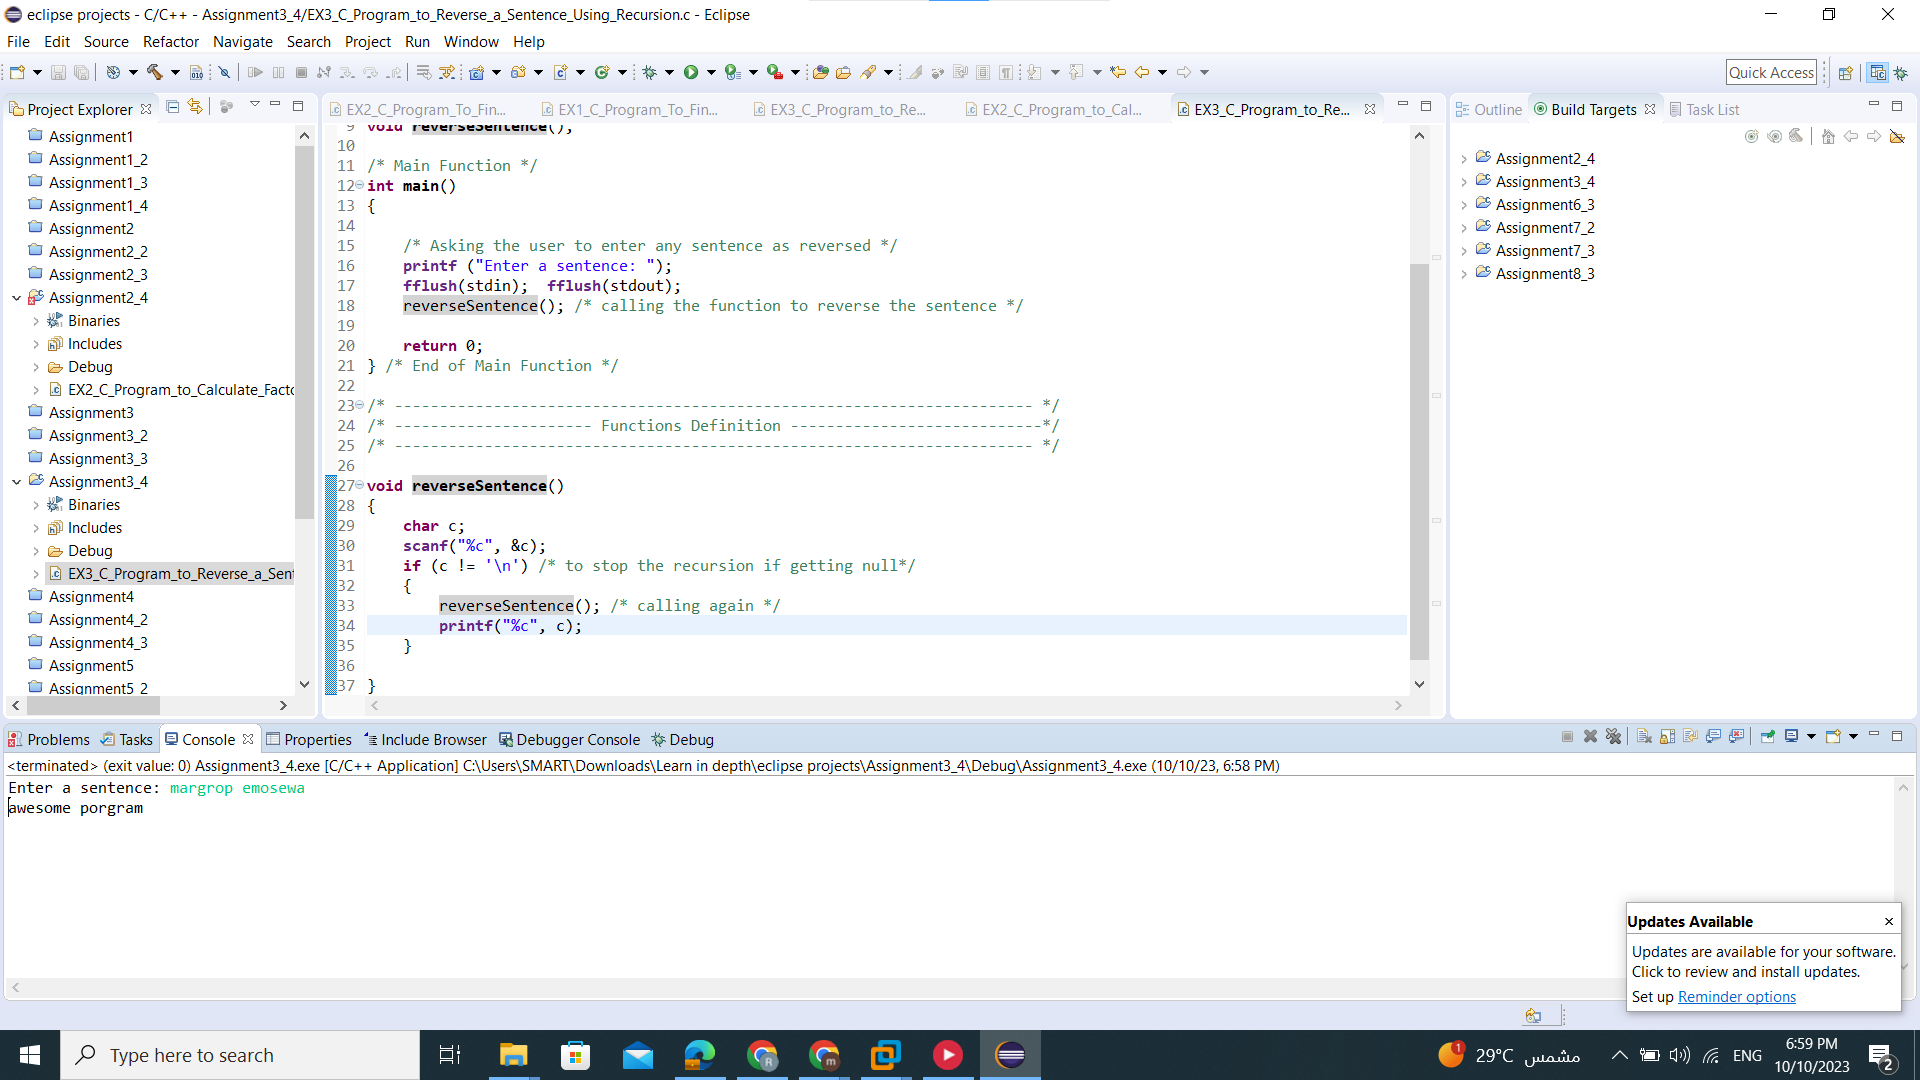 eclipse projects - C/C++ - Assignment3_4/EX3_C_Program_to_Reverse_a_Sentence_Using_Recursion.c - Eclipse
File Edit Source Refactor Navigate Search Project Run Window Help
Quick Access
Project Explorer
Assignment1
Assignment1_2
Assignment1_3
Assignment1_4
Assignment2
Assignment2_2
Assignment2_3
Assignment2_4
Binaries
Includes
Debug
EX2_C_Program_to_Calculate_Facto
Assignment3
Assignment3_2
Assignment3_3
Assignment3_4
Binaries
Includes
Debug
EX3_C_Program_to_Reverse_a_Sent
Assignment4
Assignment4_2
Assignment4_3
Assignment5
Assignment5_2
EX2_C_Program_To_Fin... EX1_C_Program_To_Fin... EX3_C_Program_to_Re... EX2_C_Program_to_Cal... EX3_C_Program_to_Re...
9 void reverseSentence();
10
11 /* Main Function */
12 int main()
13 {
14
15 /* Asking the user to enter any sentence as reversed */
16 printf ("Enter a sentence: ");
17 fflush(stdin); fflush(stdout);
18 reverseSentence(); /* calling the function to reverse the sentence */
19
20 return 0;
21 } /* End of Main Function */
22
23 /* ----------------------------------------------------------------------- */
24 /* ---------------------- Functions Definition ----------------------------*/
25 /* ----------------------------------------------------------------------- */
26
27 void reverseSentence()
28 {
29 char c;
30 scanf("%c", &c);
31 if (c != '\n') /* to stop the recursion if getting null*/
32 {
33 reverseSentence(); /* calling again */
34 printf("%c", c);
35 }
36
37 }
Outline Build Targets Task List
Assignment2_4
Assignment3_4
Assignment6_3
Assignment7_2
Assignment7_3
Assignment8_3
Problems Tasks Console Properties Include Browser Debugger Console Debug
<terminated> (exit value: 0) Assignment3_4.exe [C/C++ Application] C:\Users\SMART\Downloads\Learn in depth\eclipse projects\Assignment3_4\Debug\Assignment3_4.exe (10/10/23, 6:58 PM)
Enter a sentence: margrop emosewa
awesome porgram
Updates Available
Updates are available for your software.
Click to review and install updates.
Set up Reminder options
Type here to search
1
29°C مشمس
ENG
6:59 PM
10/10/2023
2